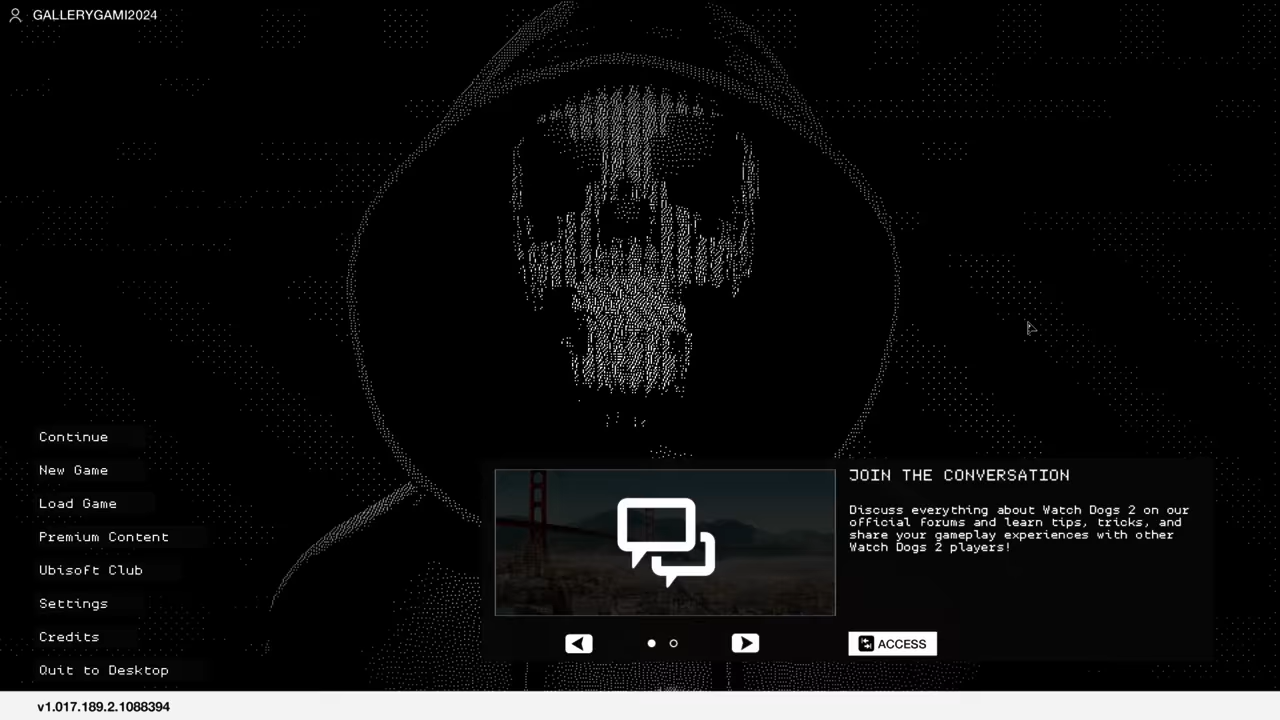 GALLERYGAMI2024
Continue
New Game
Load Game
Premium Content
Ubisoft Club
Settings
Credits
Quit to Desktop
JOIN THE CONVERSATION
Discuss everything about Watch Dogs 2 on our
official forums and learn tips, tricks, and
share your gameplay experiences with other
Watch Dogs 2 players!
ACCESS
v1.017.189.2.1088394